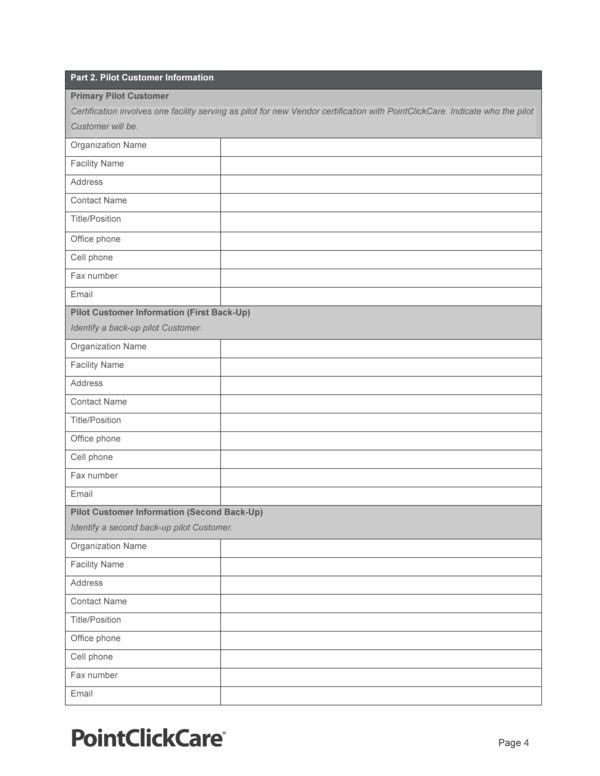 Part 2. Pilot Customer Information
Primary Pilot Customer
Certification involves one facility serving as pilot for new Vendor certification with PointClickCare. Indicate who the pilot
Customer will be.
Organization Name
Facility Name
Address
Contact Name
Title/Position
Office phone
Cell phone
Fax number
Email
Pilot Customer Information (First Back-Up)
Identify a back-up pilot Customer.
Organization Name
Facility Name
Address
Contact Name
Title/Position
Office phone
Cell phone
Fax number
Email
Pilot Customer Information (Second Back-Up)
Identify a second back-up pilot Customer.
Organization Name
Facility Name
Address
Contact Name
Title/Position
Office phone
Cell phone
Fax number
Email
PointClickCare®
Page 4